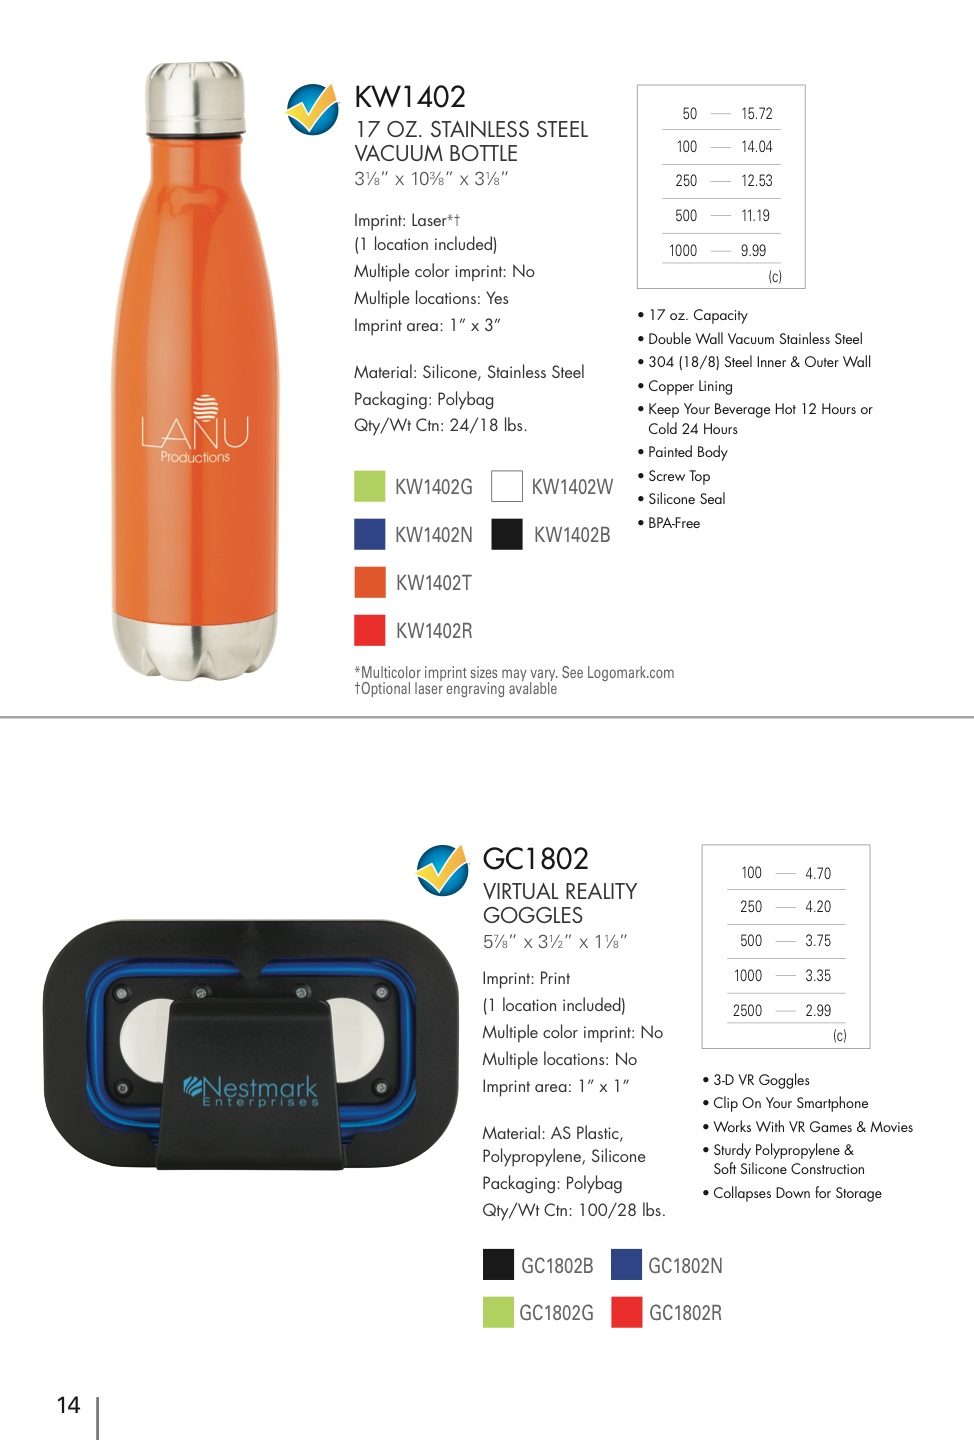 LANU
Productions
KW1402
17 OZ. STAINLESS STEEL
VACUUM BOTTLE
3⅛” x 10⅜” x 3⅛”
Imprint: Laser*†
(1 location included)
Multiple color imprint: No
Multiple locations: Yes
Imprint area: 1” x 3”
Material: Silicone, Stainless Steel
Packaging: Polybag
Qty/Wt Ctn: 24/18 lbs.
KW1402G KW1402W
KW1402N KW1402B
KW1402T
KW1402R
*Multicolor imprint sizes may vary. See Logomark.com
†Optional laser engraving avalable
50 — 15.72
100 — 14.04
250 — 12.53
500 — 11.19
1000 — 9.99
(c)
• 17 oz. Capacity
• Double Wall Vacuum Stainless Steel
• 304 (18/8) Steel Inner & Outer Wall
• Copper Lining
• Keep Your Beverage Hot 12 Hours or
Cold 24 Hours
• Painted Body
• Screw Top
• Silicone Seal
• BPA-Free
Nestmark
Enterprises
GC1802
VIRTUAL REALITY
GOGGLES
5⅞” x 3½” x 1⅛”
Imprint: Print
(1 location included)
Multiple color imprint: No
Multiple locations: No
Imprint area: 1” x 1”
Material: AS Plastic,
Polypropylene, Silicone
Packaging: Polybag
Qty/Wt Ctn: 100/28 lbs.
GC1802B GC1802N
GC1802G GC1802R
100 — 4.70
250 — 4.20
500 — 3.75
1000 — 3.35
2500 — 2.99
(c)
• 3-D VR Goggles
• Clip On Your Smartphone
• Works With VR Games & Movies
• Sturdy Polypropylene &
Soft Silicone Construction
• Collapses Down for Storage
14